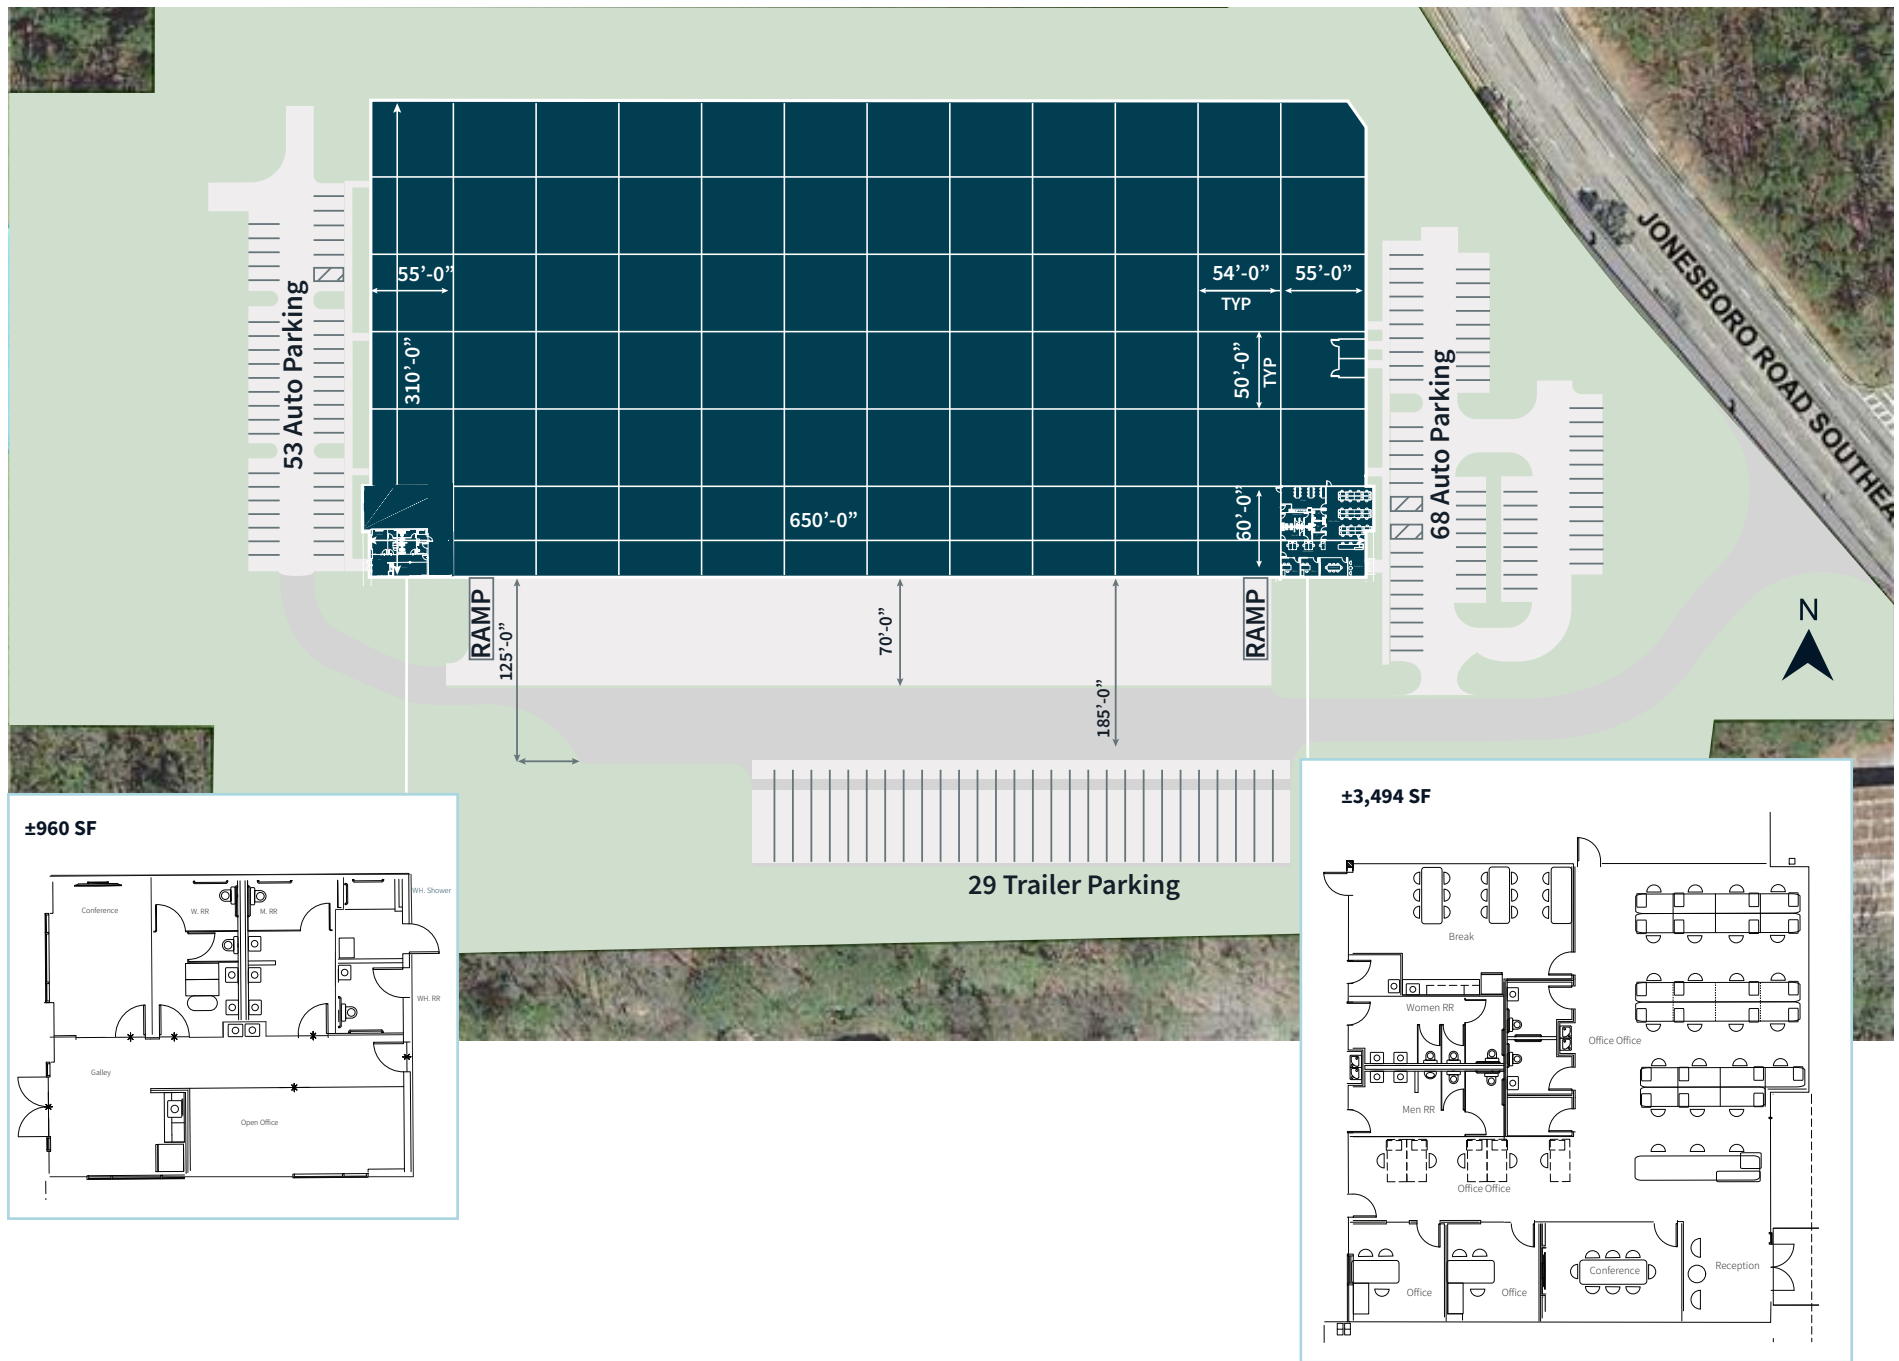 JONESBORO ROAD SOUTHEA
55’-0”
54’-0”
55’-0”
TYP
53 Auto Parking
310’-0”
50’-0”
TYP
68 Auto Parking
650’-0”
60’-0”
RAMP
125’-0”
70’-0”
185’-0”
RAMP
N
29 Trailer Parking
±960 SF
Conference
W. RR
M. RR
WH. Shower
WH. RR
Galley
Open Office
±3,494 SF
Break
Women RR
Office Office
Men RR
Office Office
Office
Office
Conference
Reception